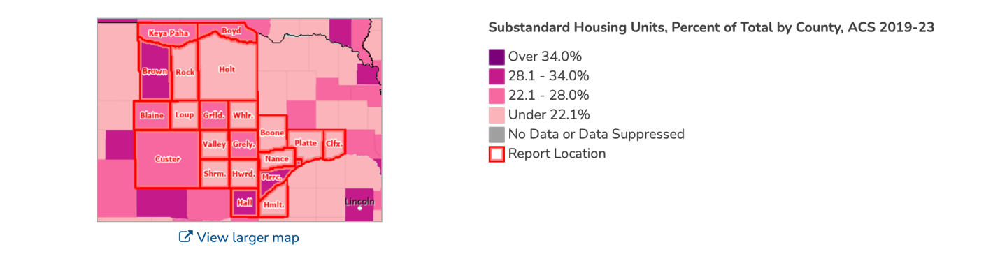 Substandard Housing Units, Percent of Total by County, ACS 2019-23
Over 34.0%
28.1 - 34.0%
22.1 - 28.0%
Under 22.1%
No Data or Data Suppressed
Report Location
Keya Paha
Boyd
Brown
Rock
Holt
Blaine
Loup
Grfld.
Whlr.
Boone
Custer
Valley
Grely.
Platte
Clfx.
Nance
Shrm.
Hwrd.
Mrrc.
Hall
Hmlt.
Lincoln
View larger map